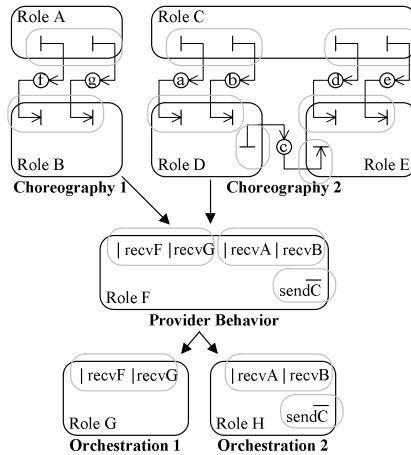 Role A
Role C
f g a b d e
Role B
Role D
c
Role E
Choreography 1
Choreography 2
|recvF |recvG |recvA |recvB
Role F
sendC̅
Provider Behavior
|recvF |recvG
|recvA |recvB
Role G
Role H
sendC̅
Orchestration 1
Orchestration 2